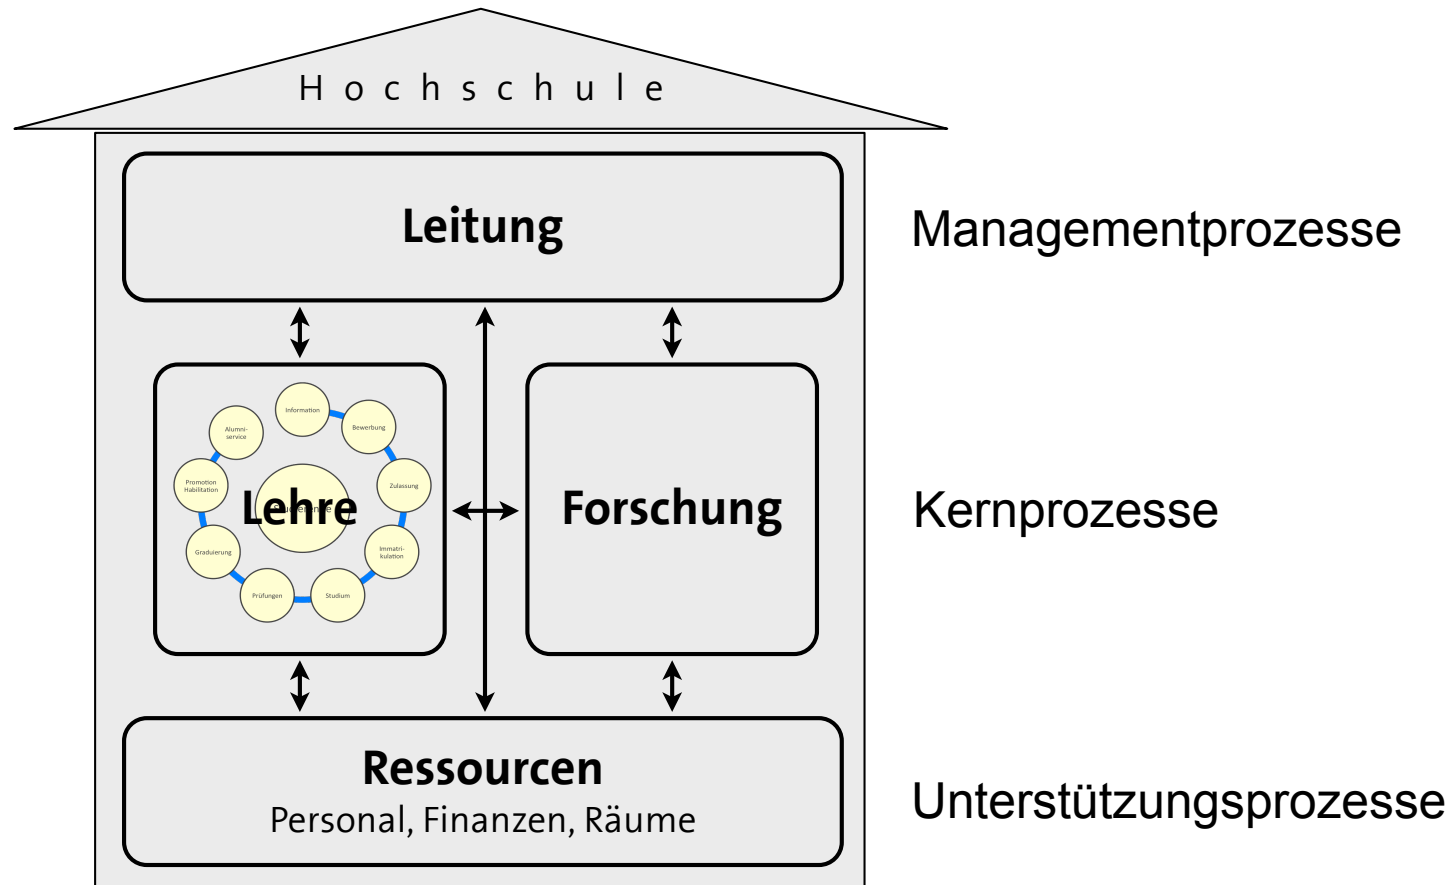 Hochschule
Leitung
Managementprozesse
Information
Bewerbung
Zulassung
Immatri-
kulation
Studium
Prüfungen
Graduierung
Promotion
Habilitation
Alumni-
service
Lehre
Forschung
Kernprozesse
Ressourcen
Personal, Finanzen, Räume
Unterstützungsprozesse